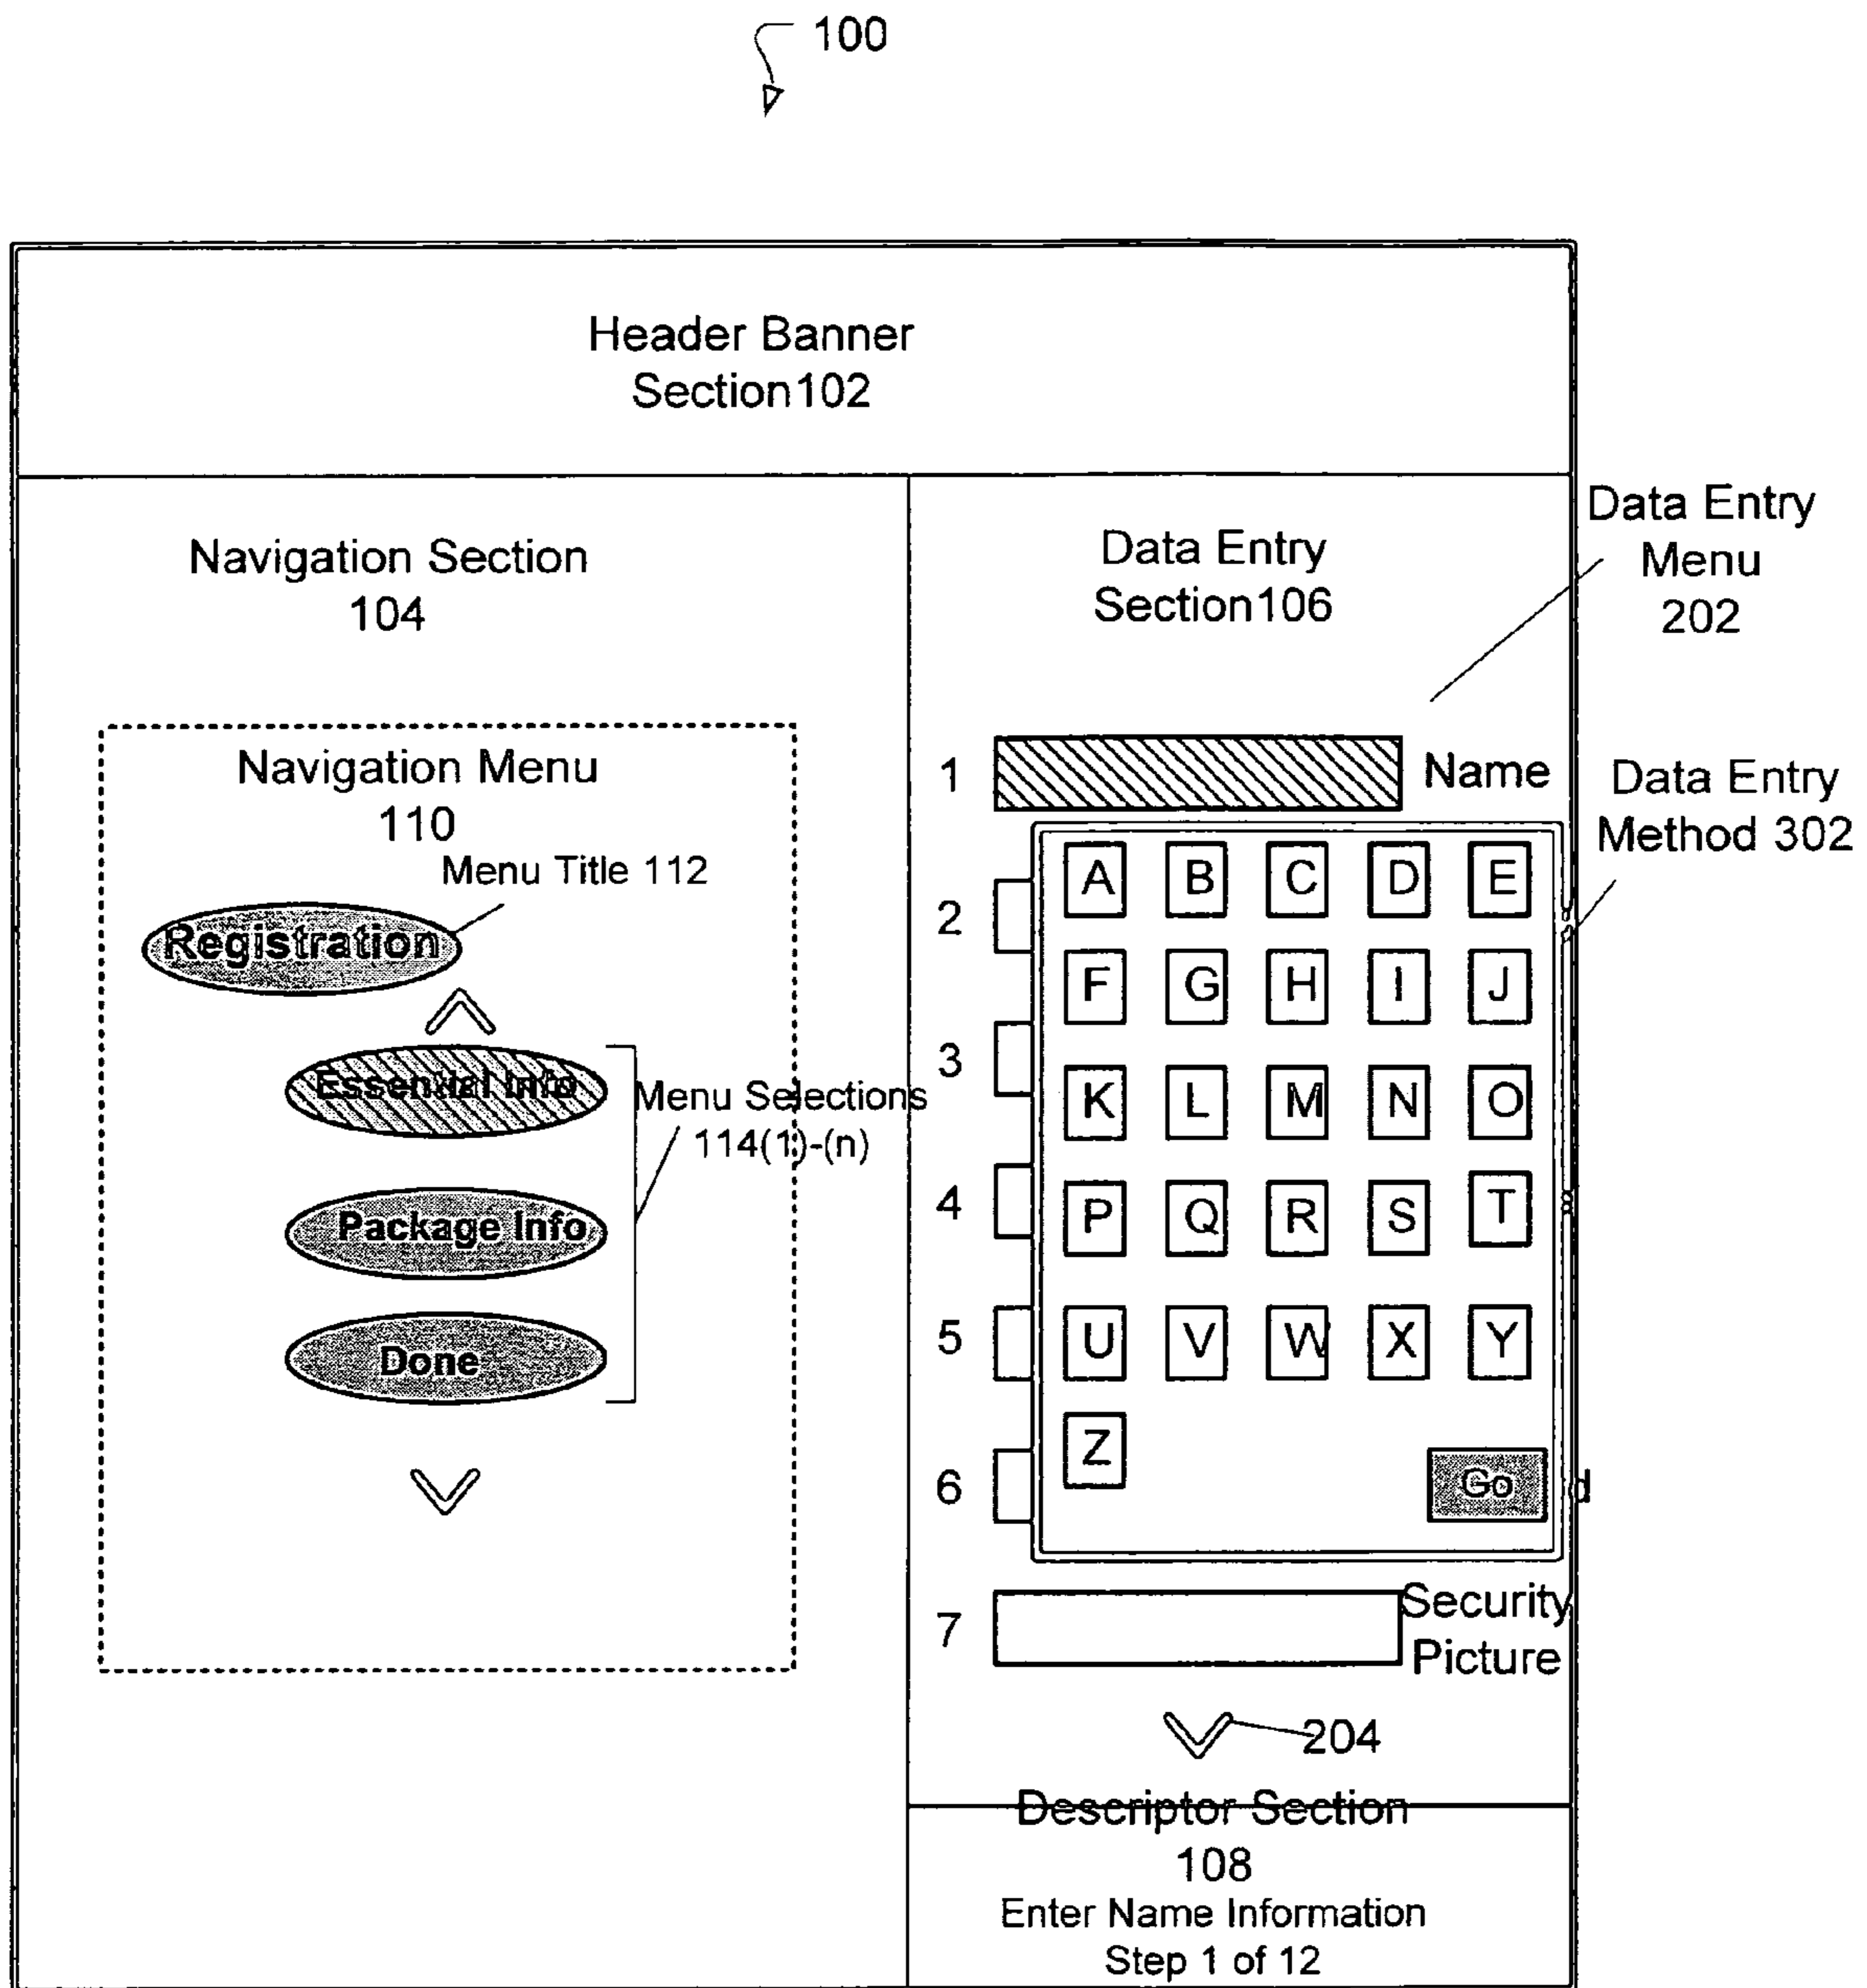 100
Header Banner
Section102
Navigation Section
104
Data Entry
Section106
Data Entry
Menu
202
Navigation Menu
110
Menu Title 112
Registration
Essential Info
Package Info
Done
Menu Selections
114(1)-(n)
1
Name
Data Entry
Method 302
2
3
4
5
6
7
A B C D E
F G H I J
K L M N O
P Q R S T
U V W X Y
Z
Go
d
Security
Picture
204
Descriptor Section
108
Enter Name Information
Step 1 of 12